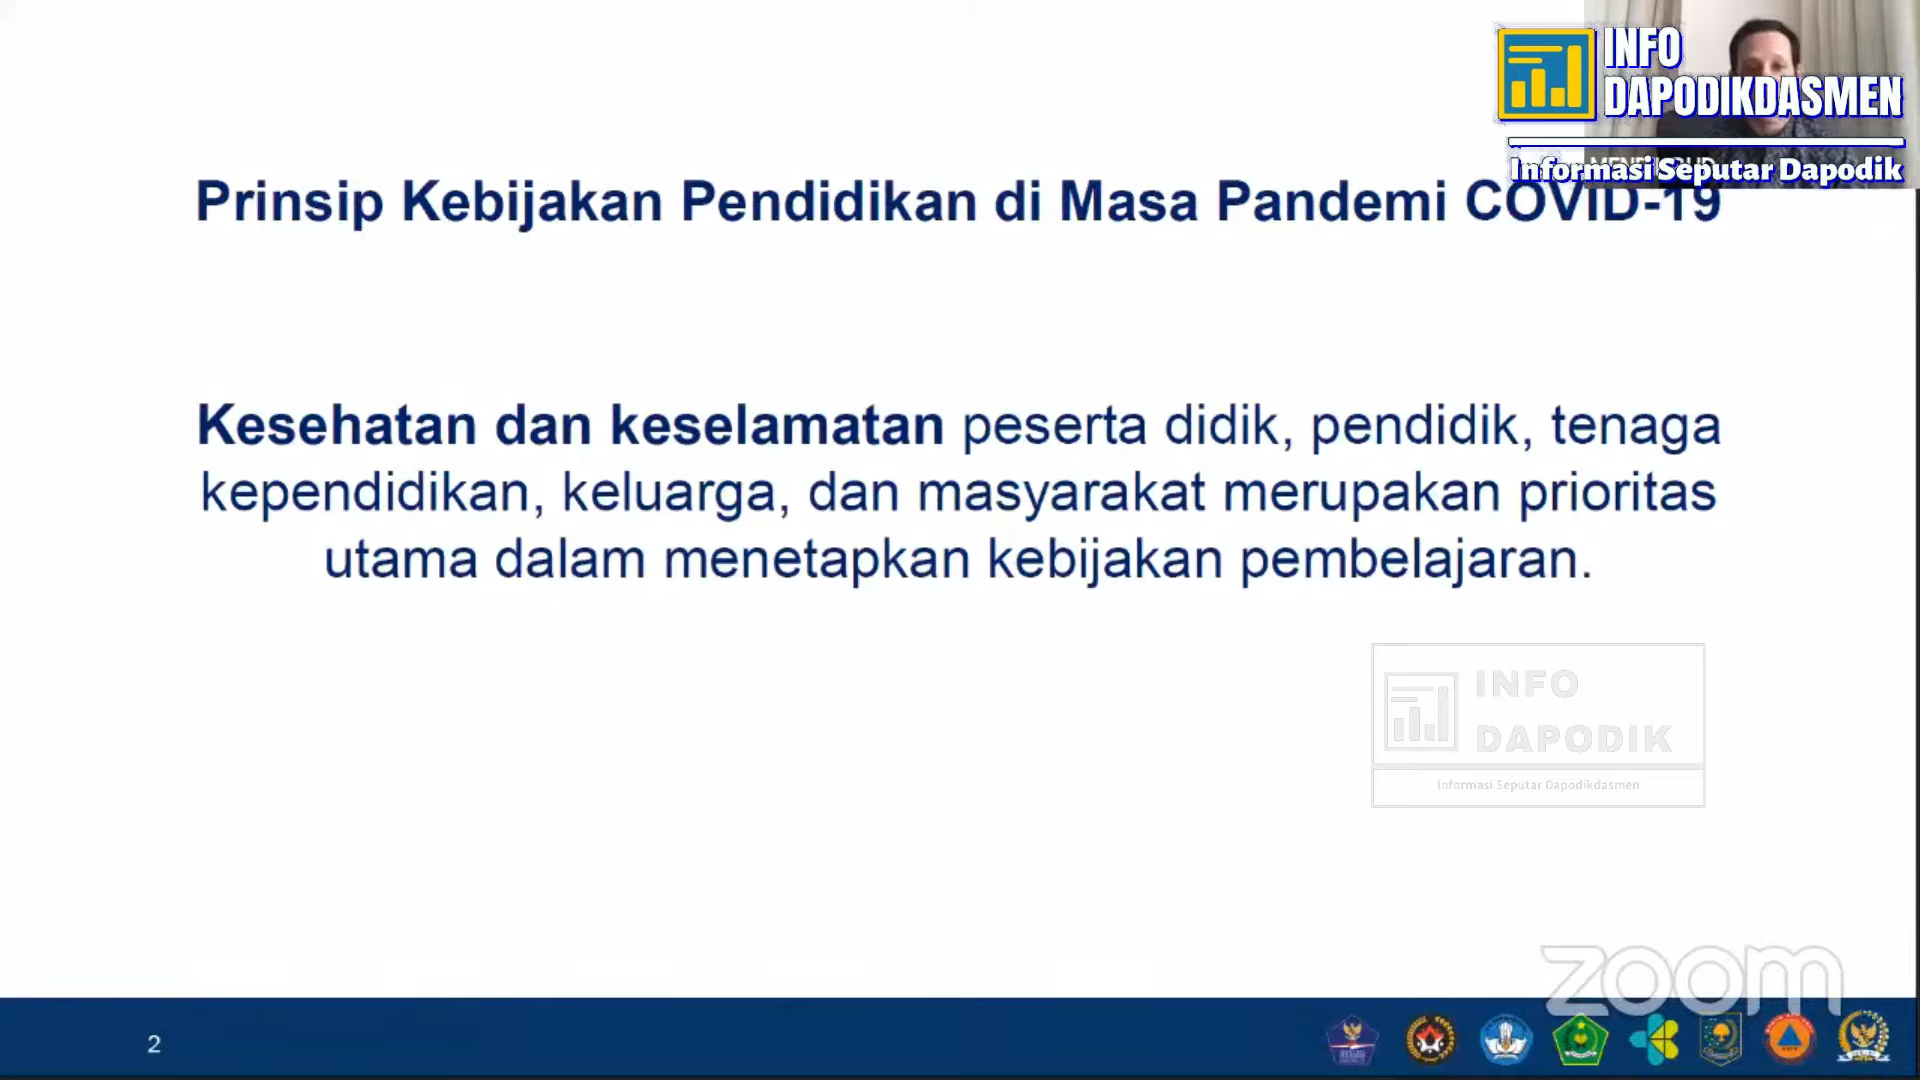 INFO
DAPODIKDASMEN
Informasi Seputar Dapodik
Prinsip Kebijakan Pendidikan di Masa Pandemi COVID-19
Kesehatan dan keselamatan peserta didik, pendidik, tenaga
kependidikan, keluarga, dan masyarakat merupakan prioritas
utama dalam menetapkan kebijakan pembelajaran.
INFO
DAPODIK
Informasi Seputar Dapodikdasmen
zoom
2